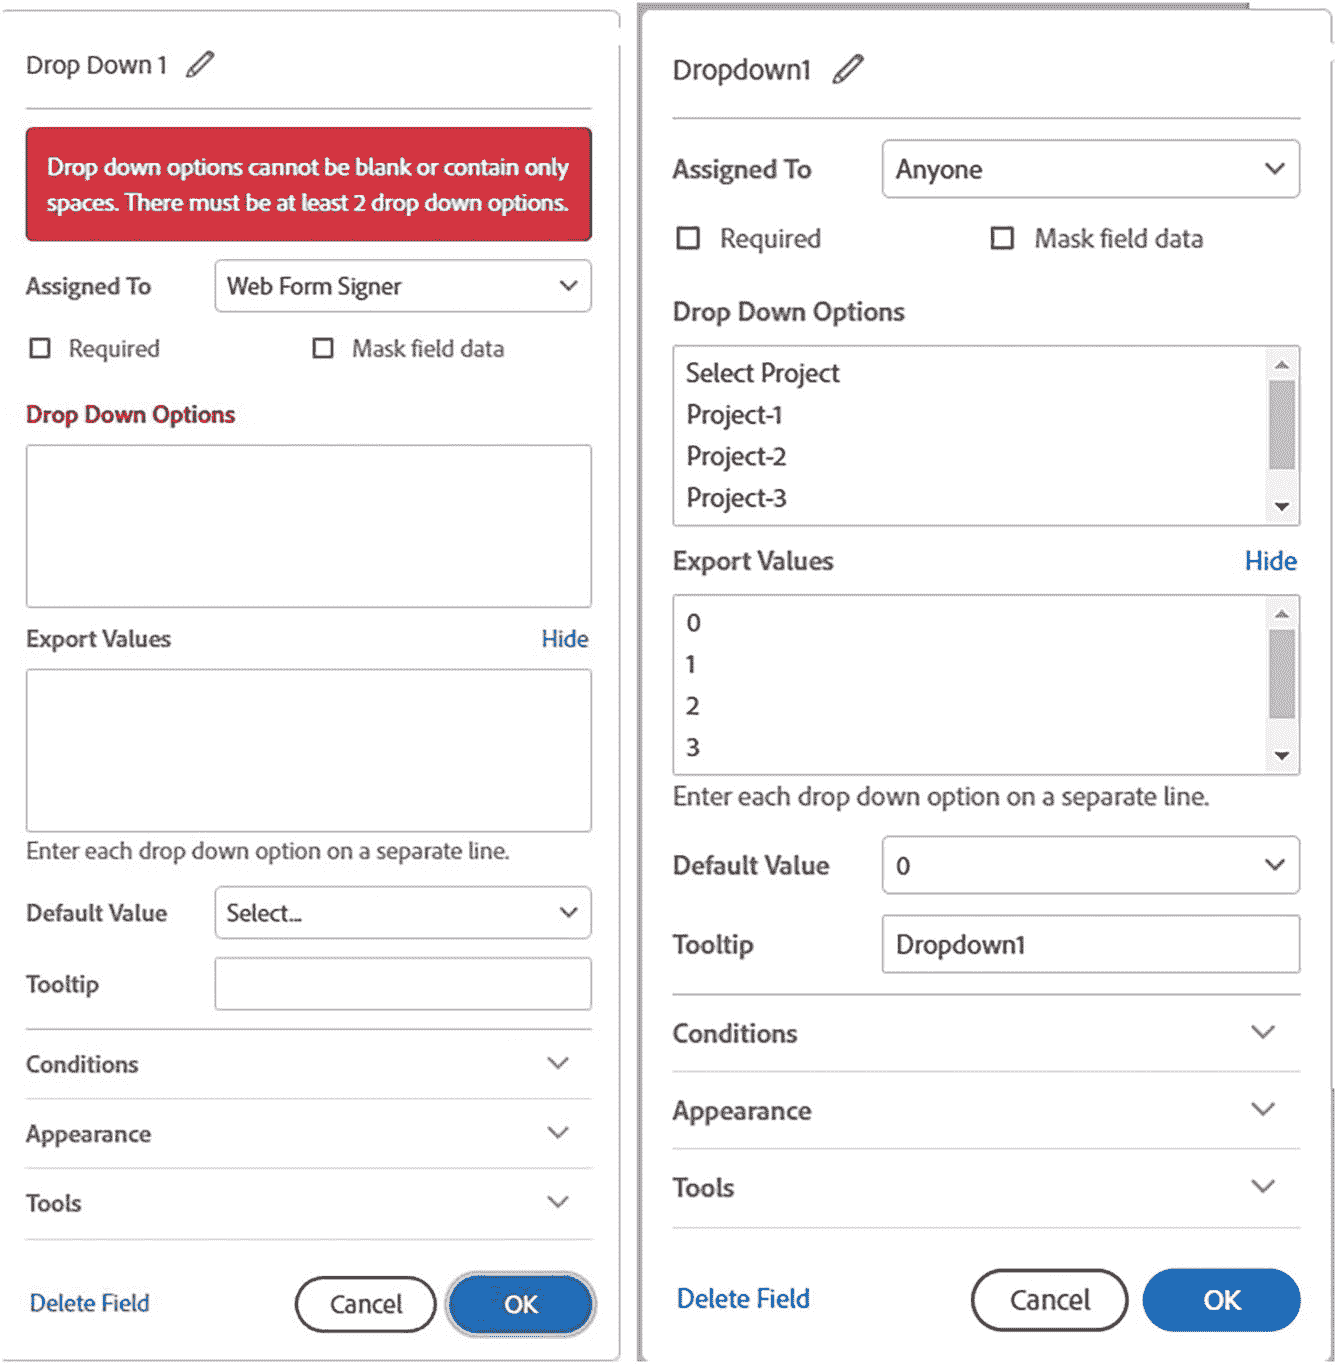 Drop Down 1
Drop down options cannot be blank or contain only
spaces. There must be at least 2 drop down options.
Assigned To Web Form Signer
Required Mask field data
Drop Down Options
Export Values Hide
Enter each drop down option on a separate line.
Default Value Select...
Tooltip
Conditions
Appearance
Tools
Delete Field Cancel OK
Dropdown1
Assigned To Anyone
Required Mask field data
Drop Down Options
Select Project
Project-1
Project-2
Project-3
Export Values Hide
0
1
2
3
Enter each drop down option on a separate line.
Default Value 0
Tooltip Dropdown1
Conditions
Appearance
Tools
Delete Field Cancel OK